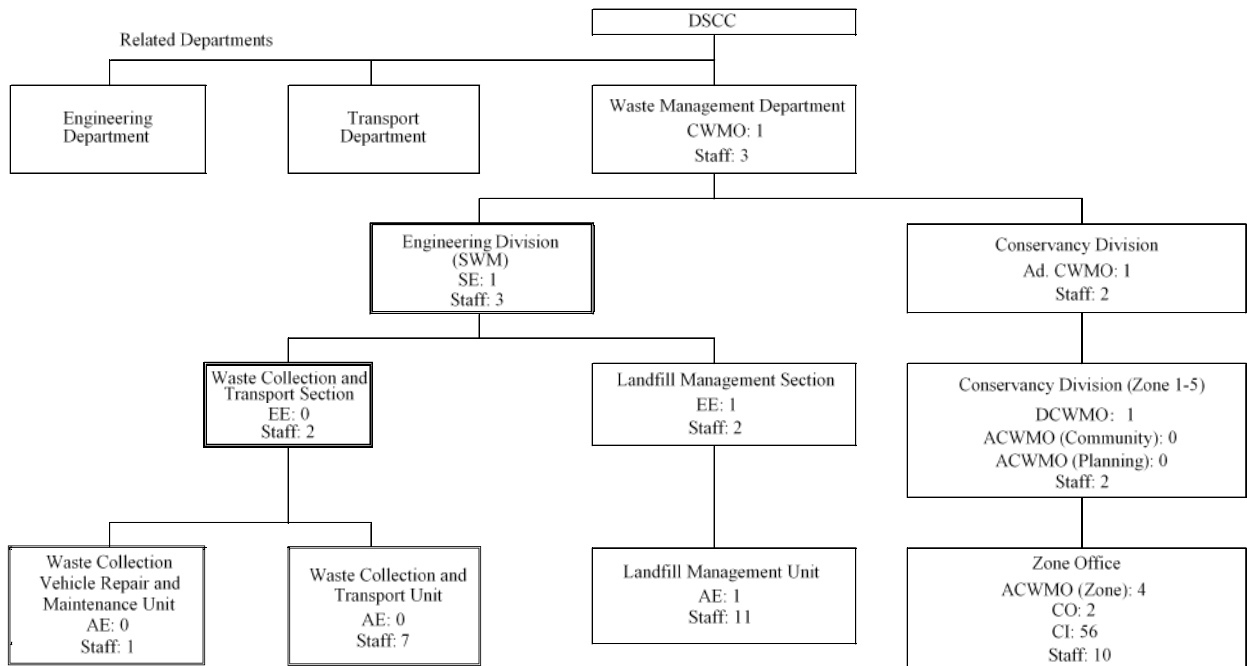 DSCC
Related Departments
Engineering
Department
Transport
Department
Waste Management Department
CWMO: 1
Staff: 3
Engineering Division
(SWM)
SE: 1
Staff: 3
Conservancy Division
Ad. CWMO: 1
Staff: 2
Waste Collection and
Transport Section
EE: 0
Staff: 2
Landfill Management Section
EE: 1
Staff: 2
Conservancy Division (Zone 1-5)
DCWMO: 1
ACWMO (Community): 0
ACWMO (Planning): 0
Staff: 2
Waste Collection
Vehicle Repair and
Maintenance Unit
AE: 0
Staff: 1
Waste Collection and
Transport Unit
AE: 0
Staff: 7
Landfill Management Unit
AE: 1
Staff: 11
Zone Office
ACWMO (Zone): 4
CO: 2
CI: 56
Staff: 10